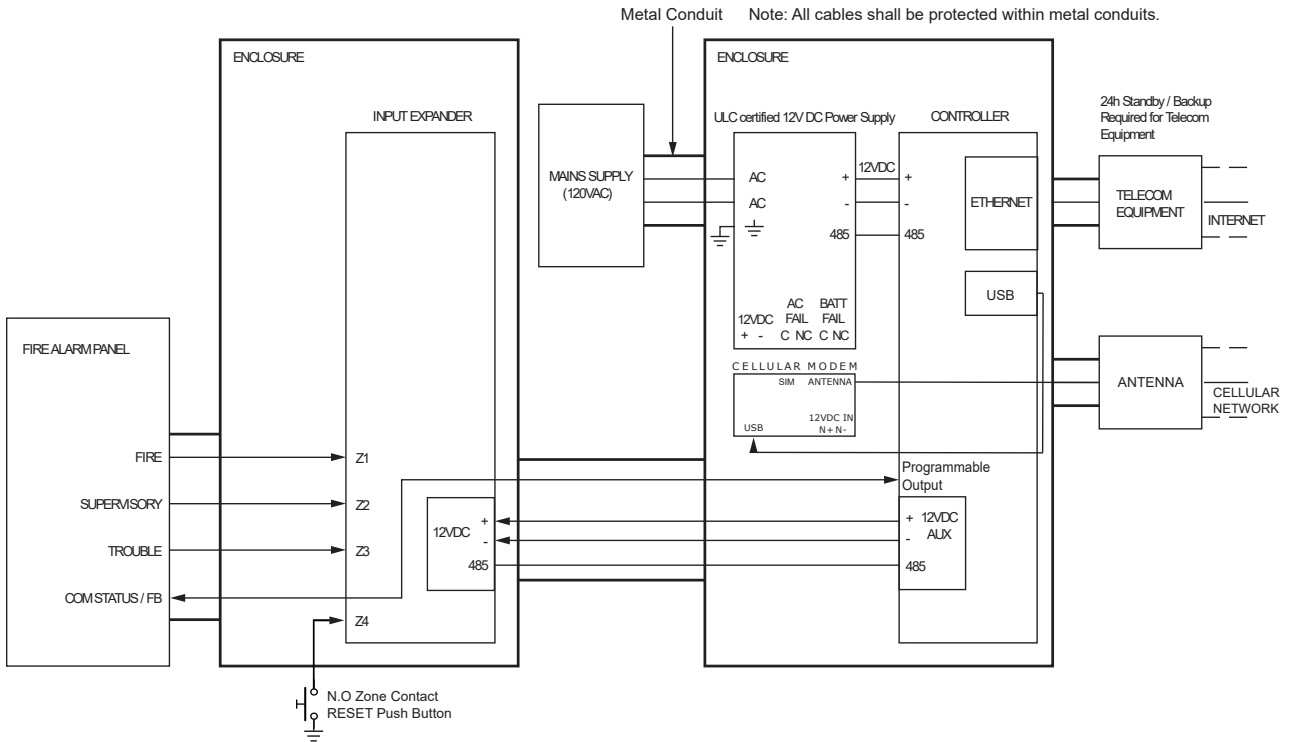 Metal Conduit
Note: All cables shall be protected within metal conduits.
ENCLOSURE
ENCLOSURE
INPUT EXPANDER
MAINS SUPPLY
(120VAC)
ULC certified 12V DC Power Supply
CONTROLLER
24h Standby / Backup
Required for Telecom
Equipment
AC
AC
+
-
485
12VDC
+
-
485
ETHERNET
TELECOM
EQUIPMENT
INTERNET
USB
AC
FAIL
BATT
FAIL
12VDC
+ - C NC C NC
CELLULAR MODEM
SIM ANTENNA
12VDC IN
USB N+ N-
ANTENNA
CELLULAR
NETWORK
FIRE ALARM PANEL
FIRE
Z1
SUPERVISORY
Z2
TROUBLE
Z3
COM STATUS / FB
Z4
12VDC
+
-
485
Programmable
Output
+ 12VDC
- AUX
485
N.O Zone Contact
RESET Push Button